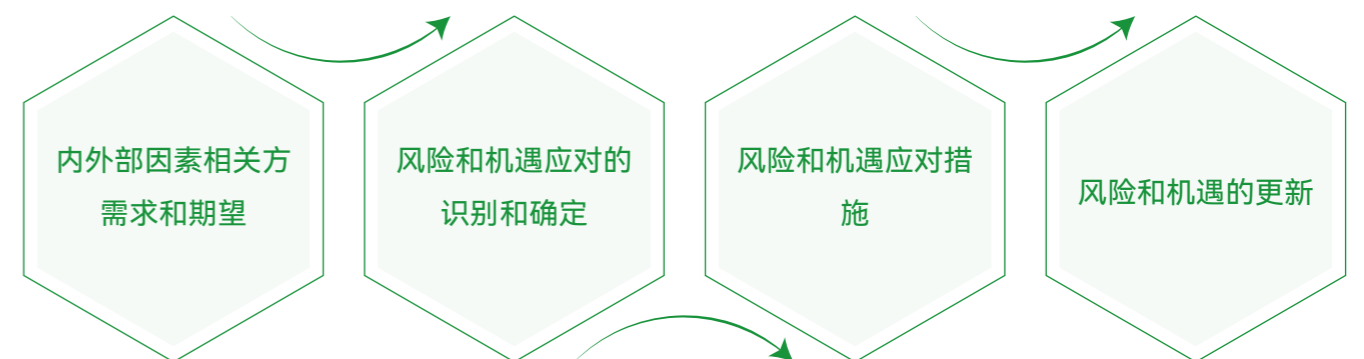 内外部因素相关方
需求和期望
风险和机遇应对的
识别和确定
风险和机遇应对措
施
风险和机遇的更新